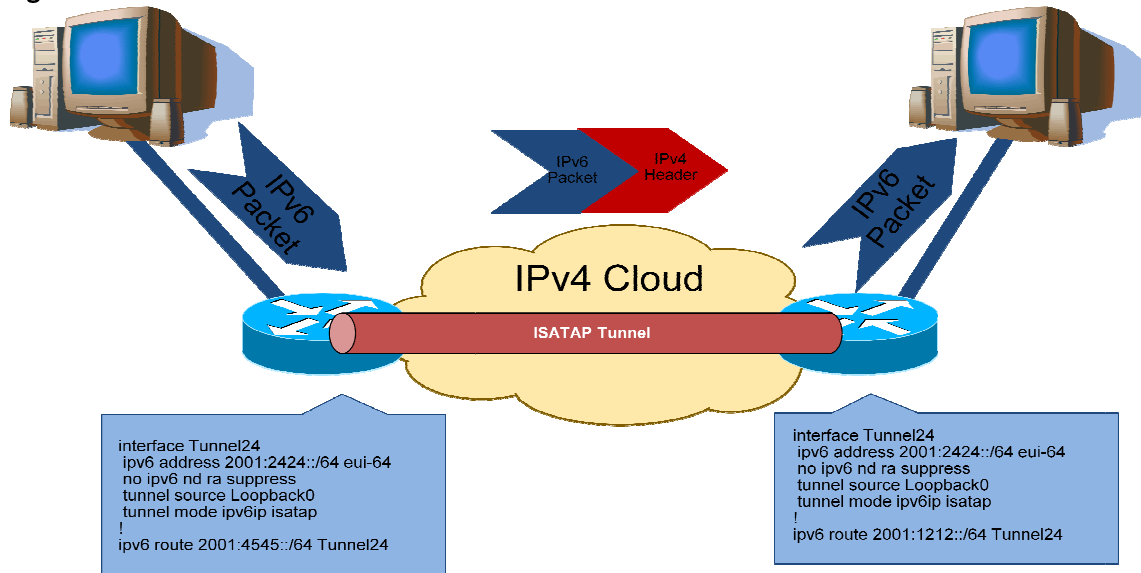 IPv6
Packet
IPv6
Packet
IPv4
Header
IPv6
Packet
IPv4 Cloud
ISATAP Tunnel
interface Tunnel24
ipv6 address 2001:2424::/64 eui-64
no ipv6 nd ra suppress
tunnel source Loopback0
tunnel mode ipv6ip isatap
!
ipv6 route 2001:4545::/64 Tunnel24
interface Tunnel24
ipv6 address 2001:2424::/64 eui-64
no ipv6 nd ra suppress
tunnel source Loopback0
tunnel mode ipv6ip isatap
!
ipv6 route 2001:1212::/64 Tunnel24